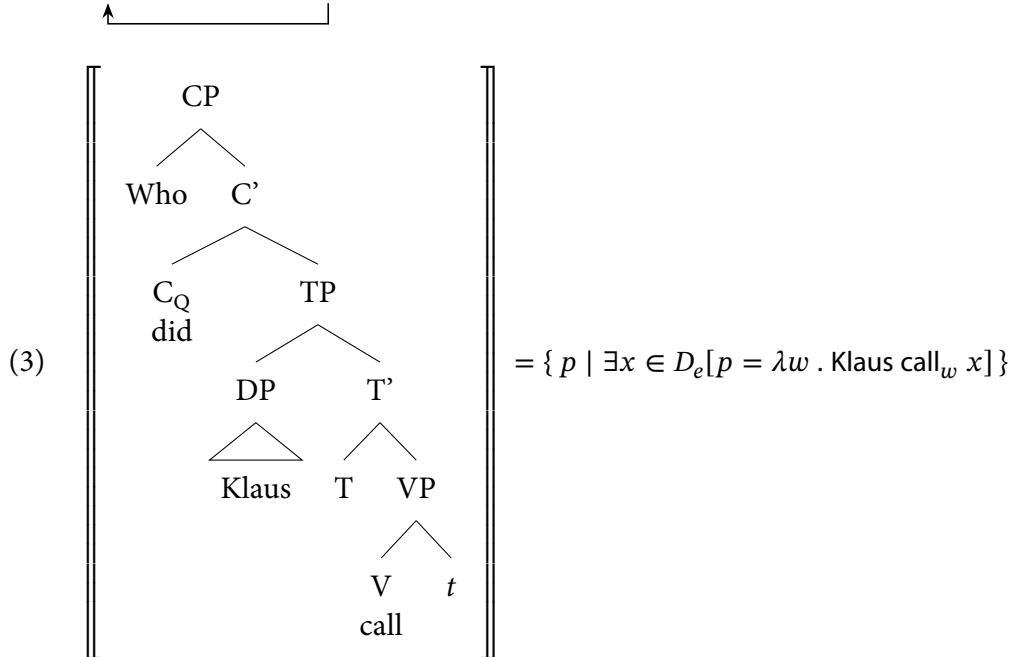 CP
Who C’
C_Q TP
did
(3) = { p | ∃x ∈ D_e[p = λw . Klaus call_w x] }
DP T’
Klaus T VP
V t
call